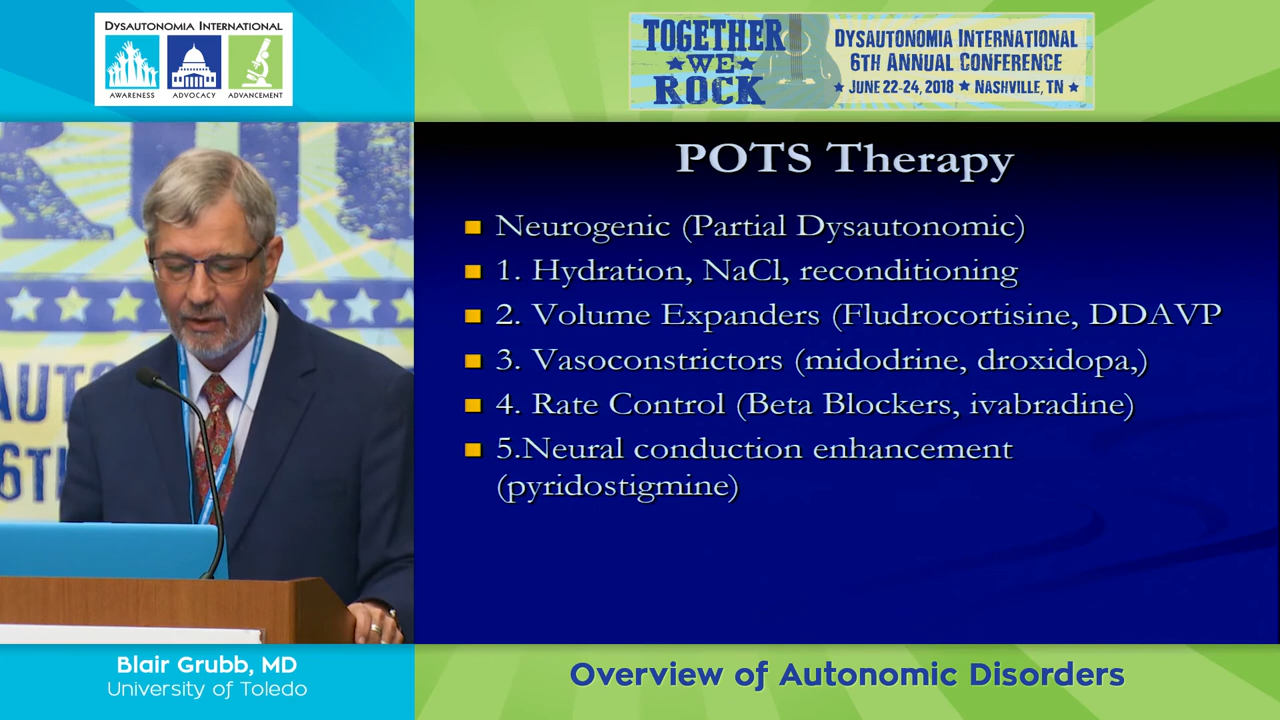 DYSAUTONOMIA INTERNATIONAL
AWARENESS ADVOCACY ADVANCEMENT
TOGETHER
WE
ROCK
DYSAUTONOMIA INTERNATIONAL
6TH ANNUAL CONFERENCE
JUNE 22-24, 2018 NASHVILLE, TN
POTS Therapy
Neurogenic (Partial Dysautonomic)
1. Hydration, NaCl, reconditioning
2. Volume Expanders (Fludrocortisine, DDAVP
3. Vasoconstrictors (midodrine, droxidopa,)
4. Rate Control (Beta Blockers, ivabradine)
5.Neural conduction enhancement
(pyridostigmine)
Blair Grubb, MD
University of Toledo
Overview of Autonomic Disorders